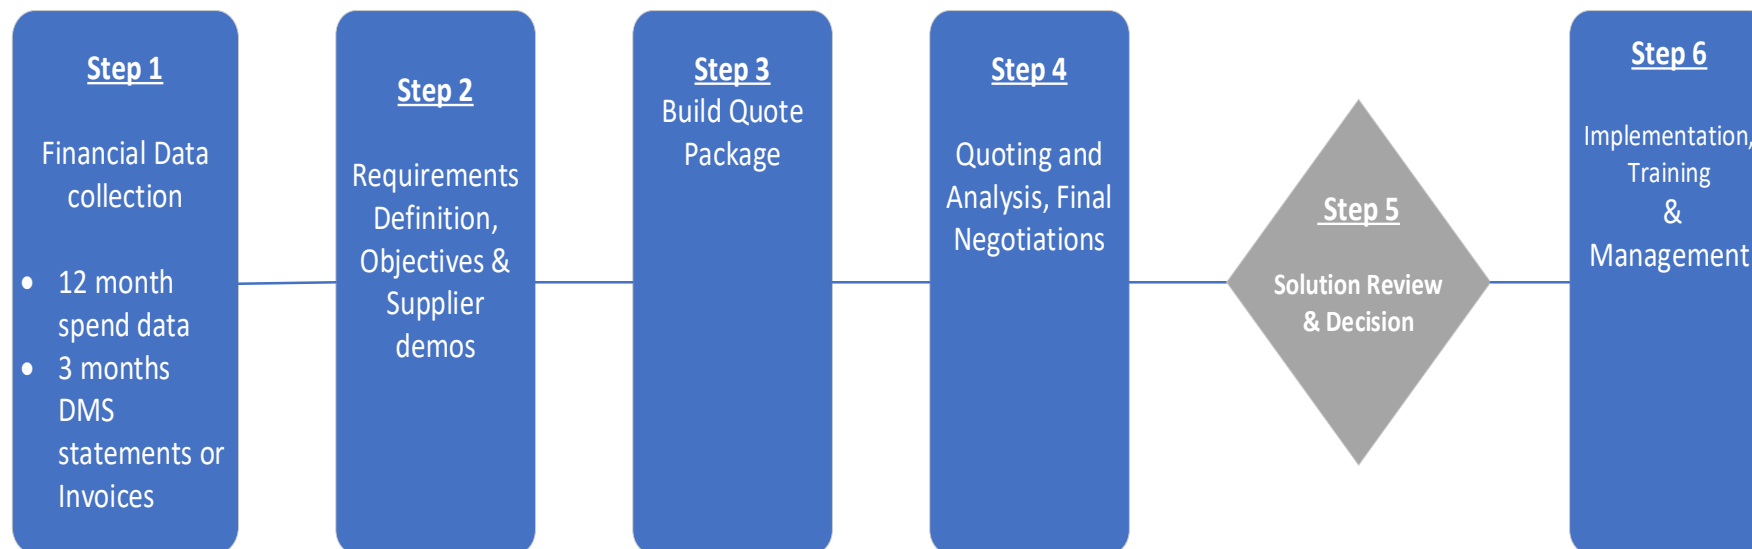 Step 1
Financial Data
collection
• 12 month
spend data
• 3 months
DMS
statements or
Invoices
Step 2
Requirements
Definition,
Objectives &
Supplier
demos
Step 3
Build Quote
Package
Step 4
Quoting and
Analysis, Final
Negotiations
Step 5
Solution Review
& Decision
Step 6
Implementation,
Training
&
Management